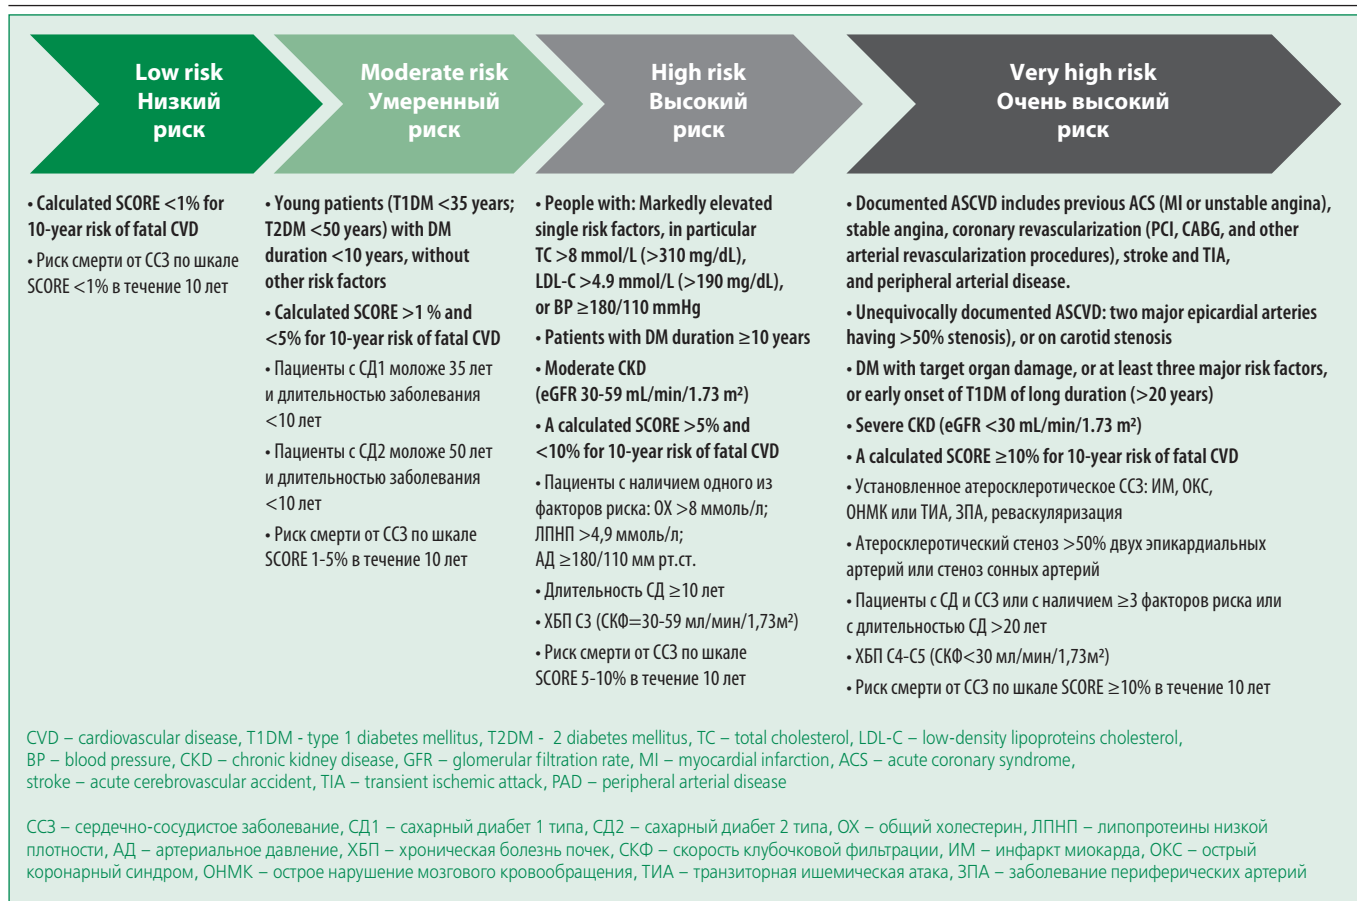 Low risk
Низкий
риск
Moderate risk
Умеренный
риск
High risk
Высокий
риск
Very high risk
Очень высокий
риск
• Calculated SCORE <1% for
10-year risk of fatal CVD
• Риск смерти от ССЗ по шкале
SCORE <1% в течение 10 лет
• Young patients (T1DM <35 years;
T2DM <50 years) with DM
duration <10 years, without
other risk factors
• Calculated SCORE >1 % and
<5% for 10-year risk of fatal CVD
• Пациенты с СД1 моложе 35 лет
и длительностью заболевания
<10 лет
• Пациенты с СД2 моложе 50 лет
и длительностью заболевания
<10 лет
• Риск смерти от ССЗ по шкале
SCORE 1-5% в течение 10 лет
• People with: Markedly elevated
single risk factors, in particular
TC >8 mmol/L (>310 mg/dL),
LDL-C >4.9 mmol/L (>190 mg/dL),
or BP ≥180/110 mmHg
• Patients with DM duration ≥10 years
• Moderate CKD
(eGFR 30-59 mL/min/1.73 m²)
• A calculated SCORE >5% and
<10% for 10-year risk of fatal CVD
• Пациенты с наличием одного из
факторов риска: ОХ >8 ммоль/л;
ЛПНП >4,9 ммоль/л;
АД ≥180/110 мм рт.ст.
• Длительность СД ≥10 лет
• ХБП С3 (СКФ=30-59 мл/мин/1,73м²)
• Риск смерти от ССЗ по шкале
SCORE 5-10% в течение 10 лет
• Documented ASCVD includes previous ACS (MI or unstable angina),
stable angina, coronary revascularization (PCI, CABG, and other
arterial revascularization procedures), stroke and TIA,
and peripheral arterial disease.
• Unequivocally documented ASCVD: two major epicardial arteries
having >50% stenosis), or on carotid stenosis
• DM with target organ damage, or at least three major risk factors,
or early onset of T1DM of long duration (>20 years)
• Severe CKD (eGFR <30 mL/min/1.73 m²)
• A calculated SCORE ≥10% for 10-year risk of fatal CVD
• Установленное атеросклеротическое ССЗ: ИМ, ОКС,
ОНМК или ТИА, ЗПА, реваскуляризация
• Атеросклеротический стеноз >50% двух эпикардиальных
артерий или стеноз сонных артерий
• Пациенты с СД и ССЗ или с наличием ≥3 факторов риска или
с длительностью СД >20 лет
• ХБП С4-С5 (СКФ<30 мл/мин/1,73м²)
• Риск смерти от ССЗ по шкале SCORE ≥10% в течение 10 лет
CVD – cardiovascular disease, T1DM - type 1 diabetes mellitus, T2DM - 2 diabetes mellitus, TC – total cholesterol, LDL-C – low-density lipoproteins cholesterol,
BP – blood pressure, CKD – chronic kidney disease, GFR – glomerular filtration rate, MI – myocardial infarction, ACS – acute coronary syndrome,
stroke – acute cerebrovascular accident, TIA – transient ischemic attack, PAD – peripheral arterial disease
ССЗ – сердечно-сосудистое заболевание, СД1 – сахарный диабет 1 типа, СД2 – сахарный диабет 2 типа, ОХ – общий холестерин, ЛПНП – липопротеины низкой
плотности, АД – артериальное давление, ХБП – хроническая болезнь почек, СКФ – скорость клубочковой фильтрации, ИМ – инфаркт миокарда, ОКС – острый
коронарный синдром, ОНМК – острое нарушение мозгового кровообращения, ТИА – транзиторная ишемическая атака, ЗПА – заболевание периферических артерий